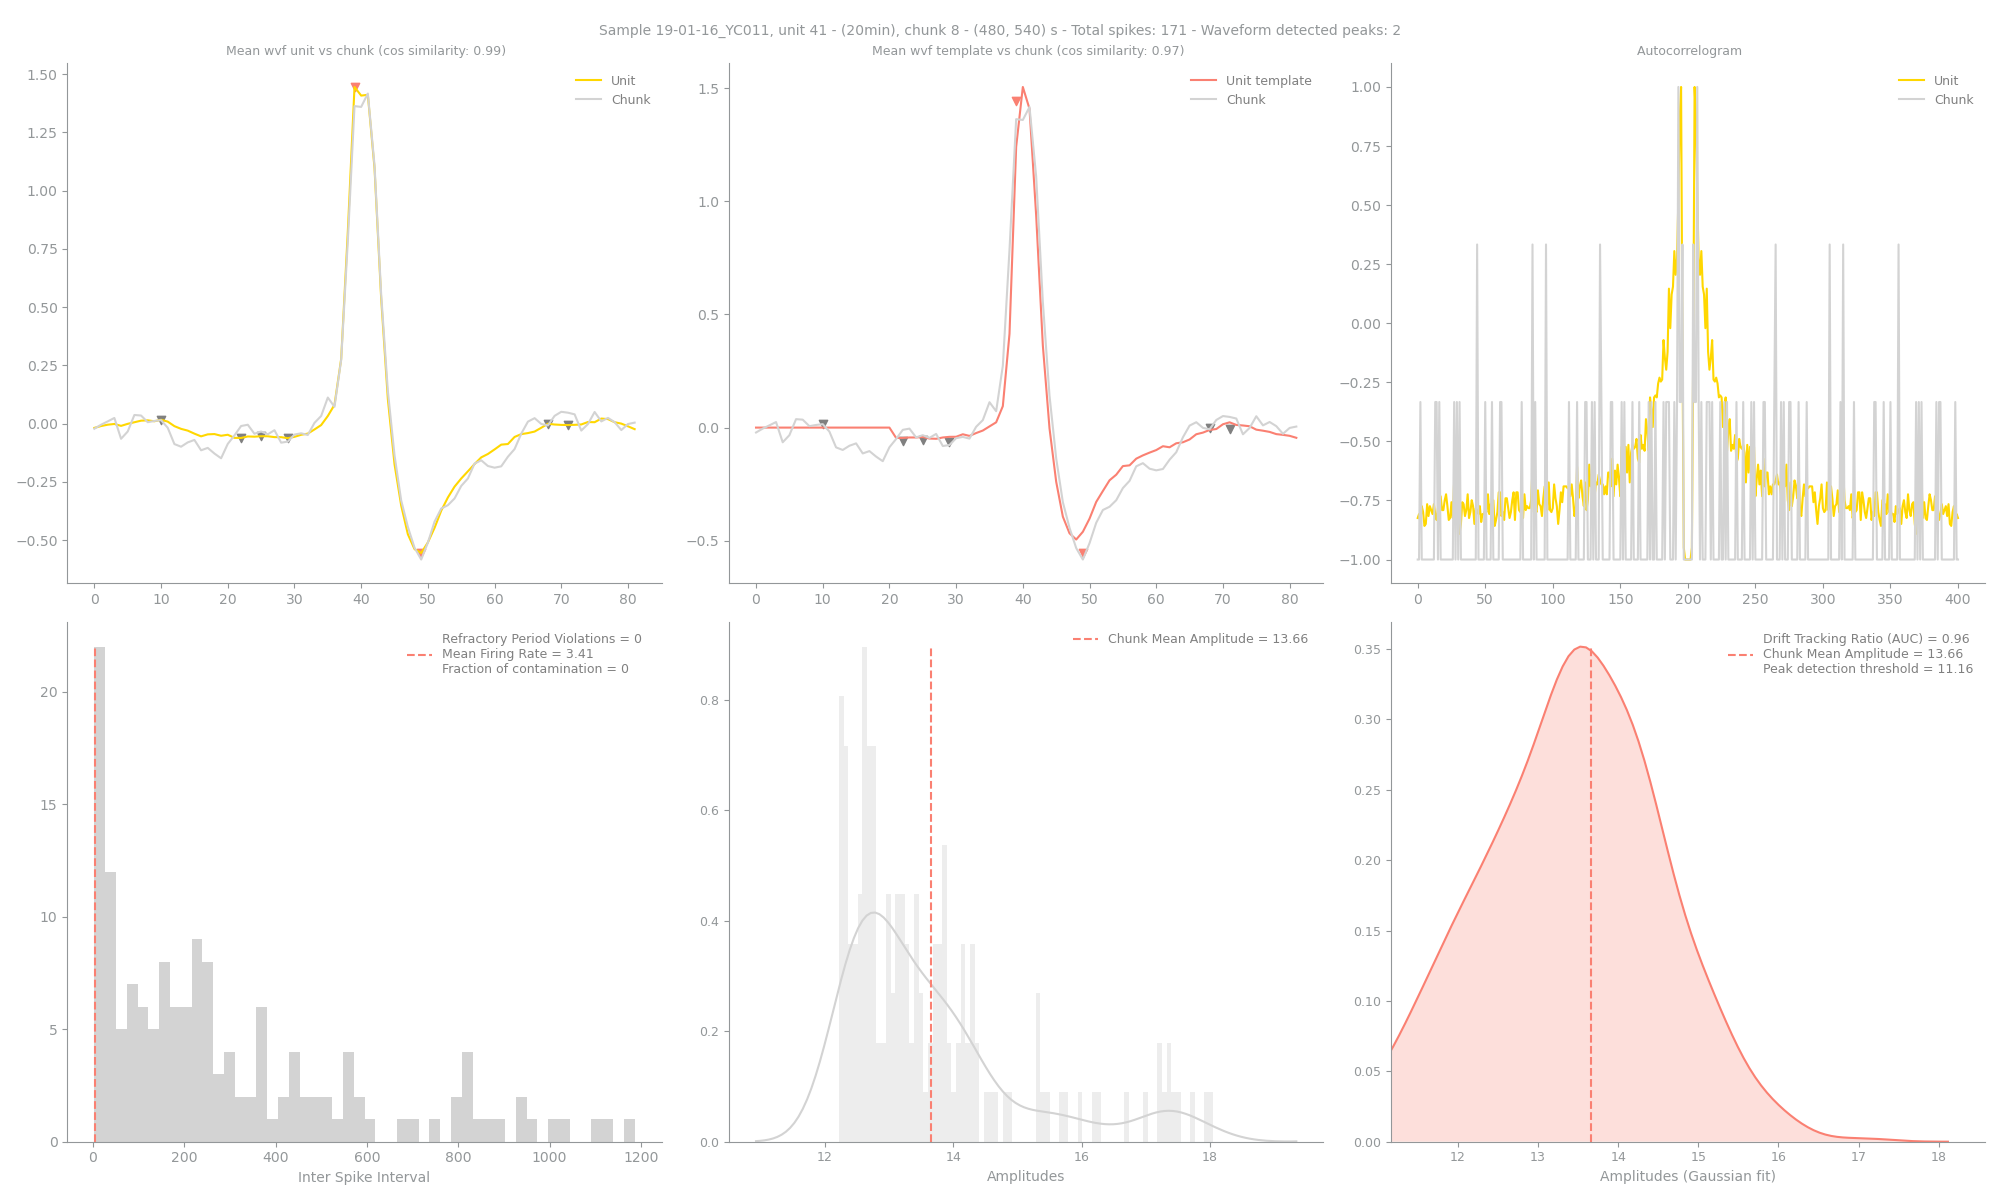 Sample 19-01-16_YC011, unit 41 - (20min), chunk 8 - (480, 540) s - Total spikes: 171 - Waveform detected peaks: 2
Mean wvf unit vs chunk (cos similarity: 0.99)
Unit
Chunk
1.50
1.25
1.00
0.75
0.50
0.25
0.00
−0.25
−0.50
0 10 20 30 40 50 60 70 80
Mean wvf template vs chunk (cos similarity: 0.97)
Unit template
Chunk
1.5
1.0
0.5
0.0
−0.5
0 10 20 30 40 50 60 70 80
Autocorrelogram
Unit
Chunk
1.00
0.75
0.50
0.25
0.00
−0.25
−0.50
−0.75
−1.00
0 50 100 150 200 250 300 350 400
Refractory Period Violations = 0
Mean Firing Rate = 3.41
Fraction of contamination = 0
20
15
10
5
0
0 200 400 600 800 1000 1200
Inter Spike Interval
Chunk Mean Amplitude = 13.66
0.8
0.6
0.4
0.2
0.0
12 14 16 18
Amplitudes
Drift Tracking Ratio (AUC) = 0.96
Chunk Mean Amplitude = 13.66
Peak detection threshold = 11.16
0.35
0.30
0.25
0.20
0.15
0.10
0.05
0.00
12 13 14 15 16 17 18
Amplitudes (Gaussian fit)